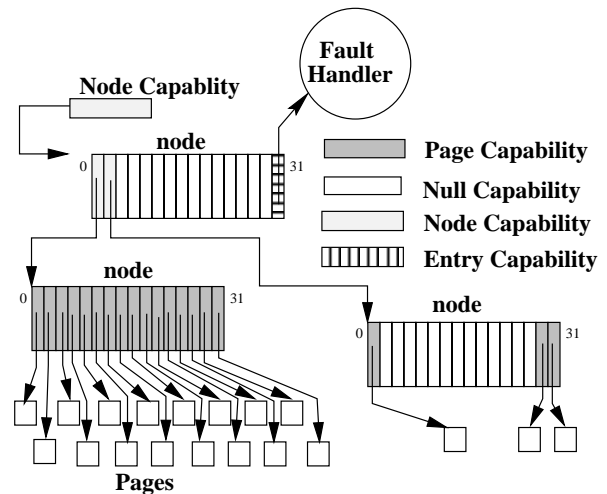 Fault
Handler
Node Capablity
node
0
31
Page Capability
Null Capability
Node Capability
Entry Capability
node
0
31
node
0
31
Pages